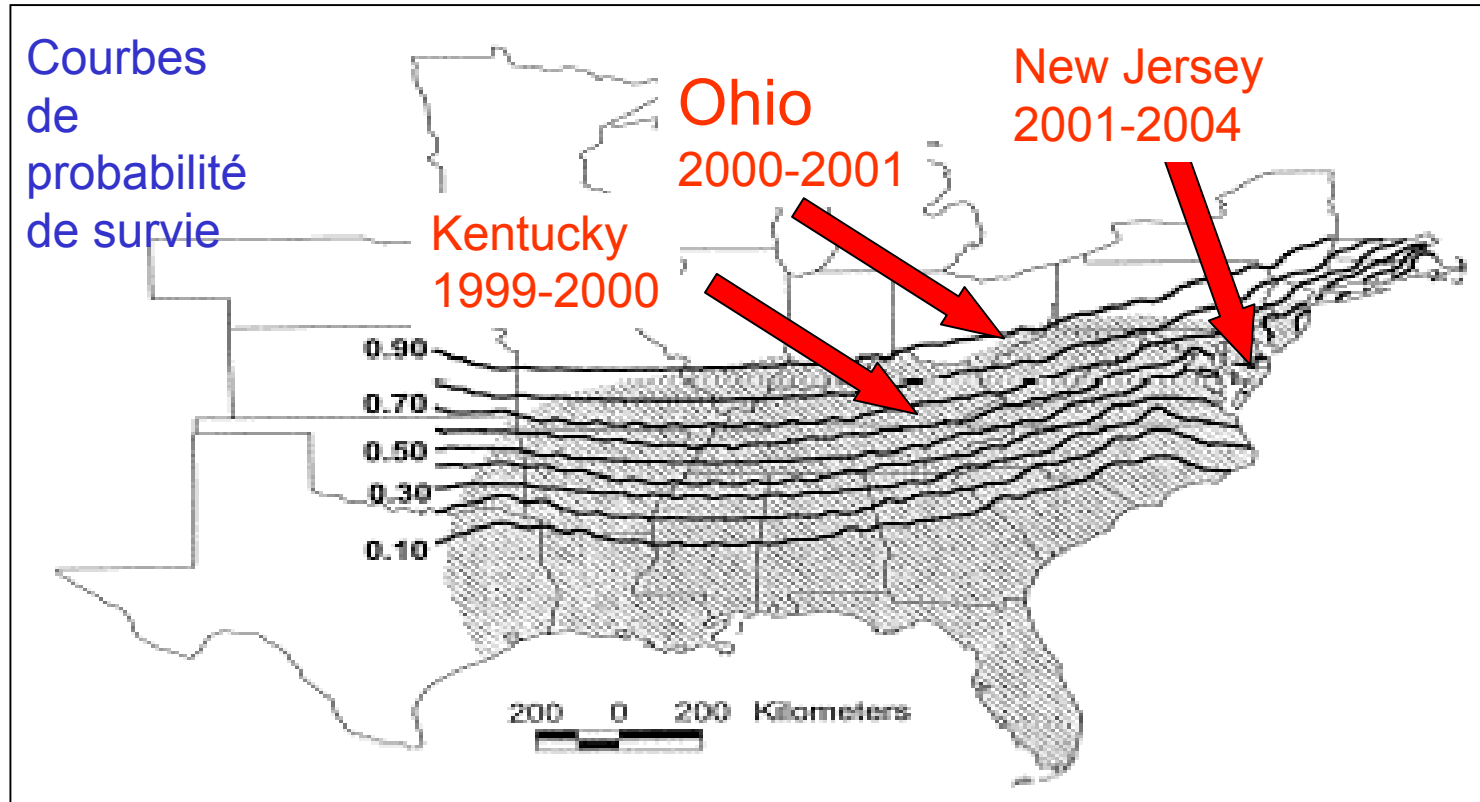 Courbes
de
probabilité
de survie
Ohio
2000-2001
New Jersey
2001-2004
Kentucky
1999-2000
0.90
0.70
0.50
0.30
0.10
200 0 200 Kilometers